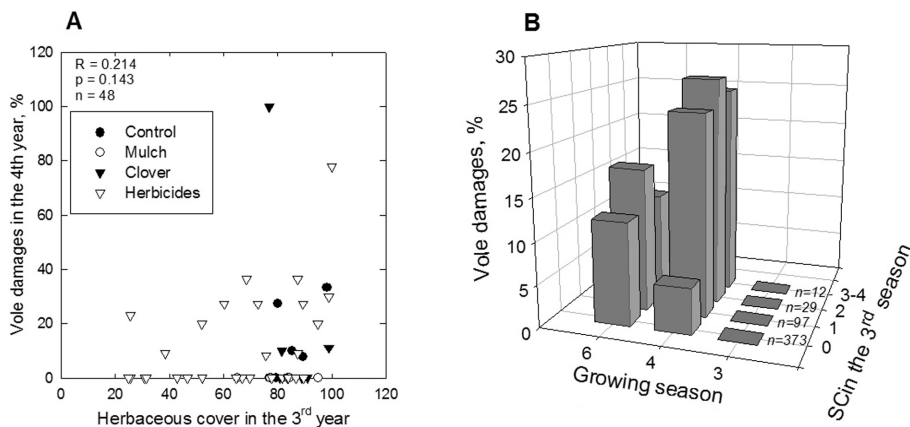 A
120
100
80
60
40
20
0
Vole damages in the 4th year, %
R = 0.214
p = 0.143
n = 48
Control
Mulch
Clover
Herbicides
0 20 40 60 80 100 120
Herbaceous cover in the 3rd year
B
30
25
20
15
10
5
0
Vole damages, %
6 4 3
Growing season
n=12
n=29
n=97
n=373
3-4
2
1
0
SCin the 3rd season